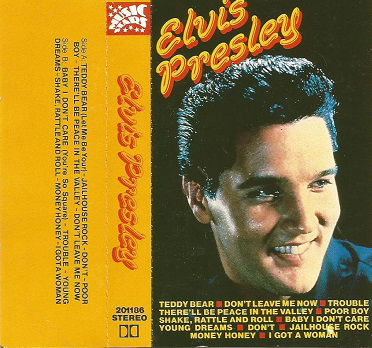 MUSIC
STARS
Side A: TEDDY BEAR (Let Me Be Your) - JAILHOUSE ROCK - DON'T - POOR
BOY - THERE'LL BE PEACE IN THE VALLEY - DON'T LEAVE ME NOW
Side B: BABY I DON'T CARE (You're So Square) - TROUBLE - YOUNG
DREAMS - SHAKE, RATTLE AND ROLL - MONEY HONEY - I GOT A WOMAN
Elvis Presley
201186
STEREO
Elvis
Presley
TEDDY BEAR ■ DON'T LEAVE ME NOW ■ TROUBLE
THERE'LL BE PEACE IN THE VALLEY ■ POOR BOY
SHAKE, RATTLE AND ROLL ■ BABY I DON'T CARE
YOUNG DREAMS ■ DON'T ■ JAILHOUSE ROCK
MONEY HONEY ■ I GOT A WOMAN